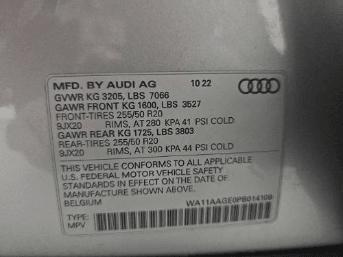 MFD. BY AUDI AG 10 22
GVWR KG 3205, LBS 7066
GAWR FRONT KG 1600, LBS 3527
FRONT-TIRES 255/50 R20
9JX20 RIMS, AT 280 KPA 41 PSI COLD
GAWR REAR KG 1725, LBS 3803
REAR-TIRES 255/50 R20
9JX20 RIMS, AT 300 KPA 44 PSI COLD
THIS VEHICLE CONFORMS TO ALL APPLICABLE
U.S. FEDERAL MOTOR VEHICLE SAFETY
STANDARDS IN EFFECT ON THE DATE OF
MANUFACTURE SHOWN ABOVE.
BELGIUM WA11AAGE0PB014109
TYPE:
MPV